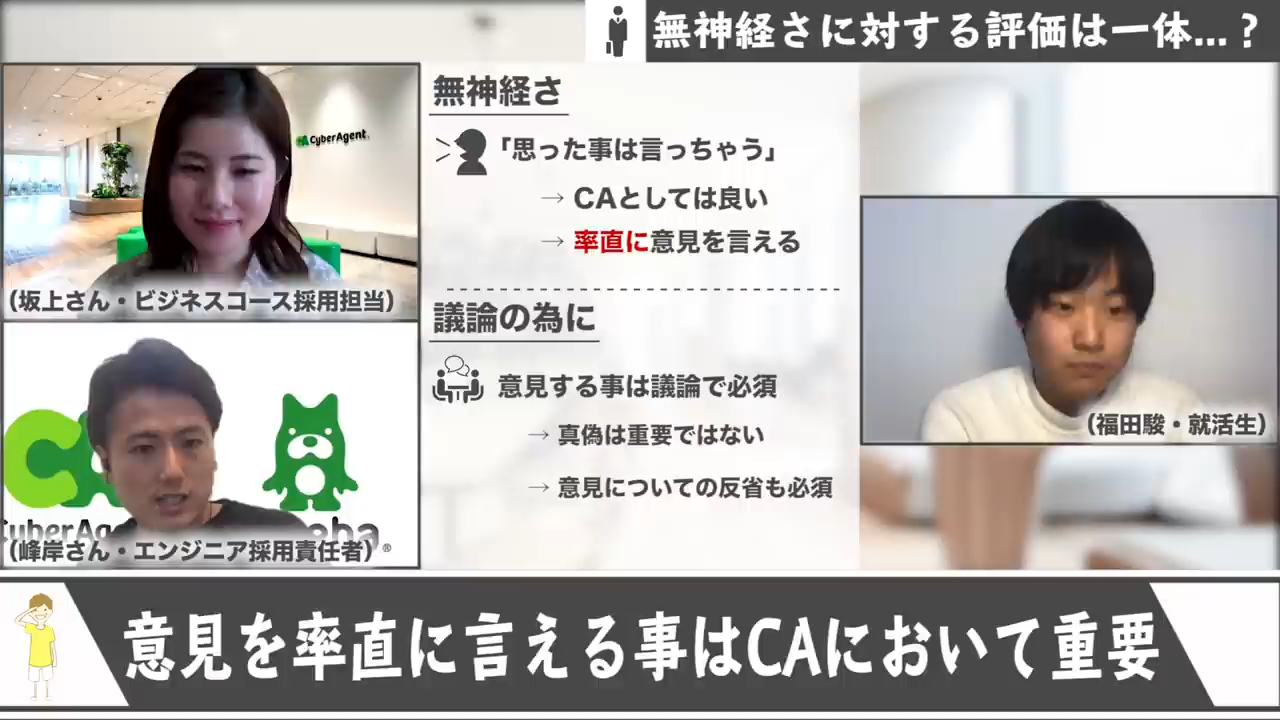 無神経さに対する評価は一体...？
CyberAgent
（坂上さん・ビジネスコース採用担当）
CyberAge
®
（峰岸さん・エンジニア採用責任者）
無神経さ
「思った事は言っちゃう」
→ CAとしては良い
→ 率直に意見を言える
議論の為に
意見する事は議論で必須
→ 真偽は重要ではない
→ 意見についての反省も必須
（福田駿・就活生）
意見を率直に言える事はCAにおいて重要